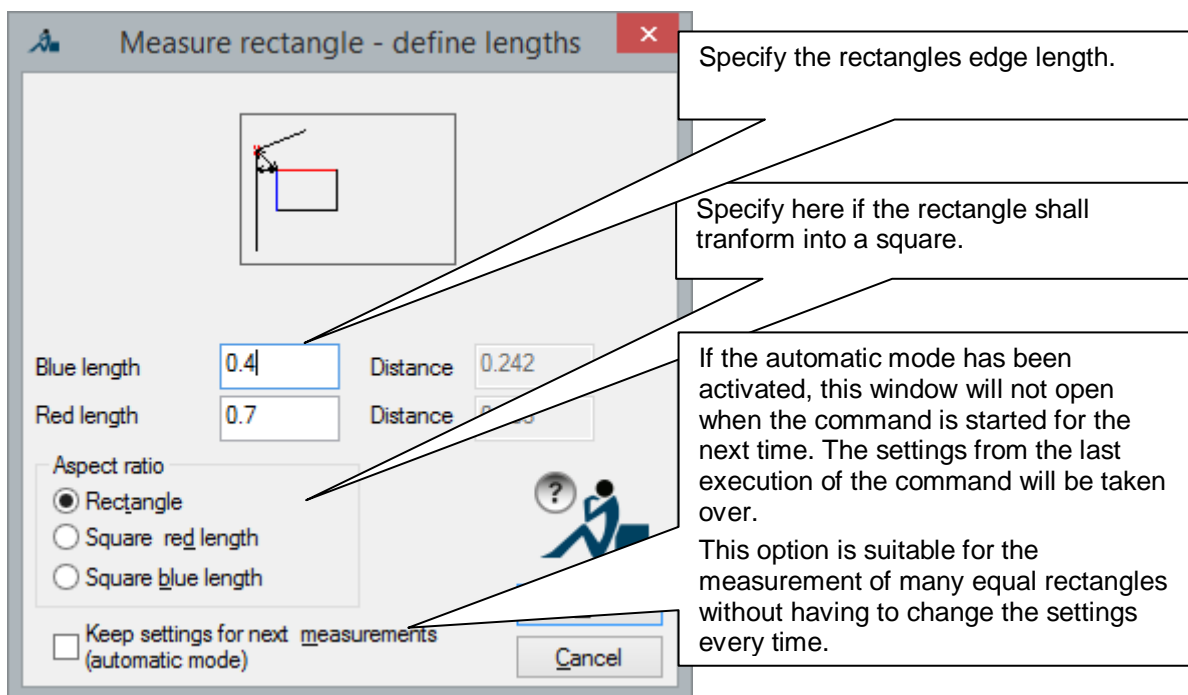 Measure rectangle - define lengths
Specify the rectangles edge length.
Specify here if the rectangle shall
tranform into a square.
Blue length
0.4
Distance
0.242
Red length
0.7
Distance
If the automatic mode has been
activated, this window will not open
when the command is started for the
next time. The settings from the last
execution of the command will be taken
over.
This option is suitable for the
measurement of many equal rectangles
without having to change the settings
every time.
Aspect ratio
Rectangle
Square red length
Square blue length
?
Keep settings for next measurements
(automatic mode)
Cancel